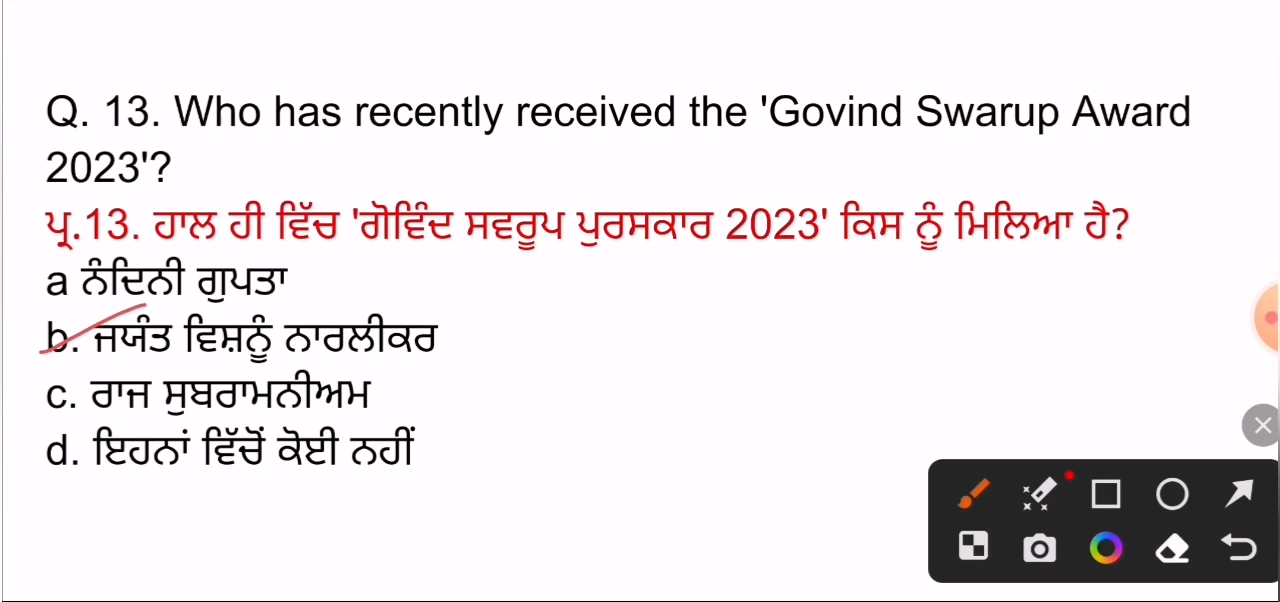 Q. 13. Who has recently received the 'Govind Swarup Award
2023'?
ਪ੍ਰ.13. ਹਾਲ ਹੀ ਵਿੱਚ 'ਗੋਵਿੰਦ ਸਵਰੂਪ ਪੁਰਸਕਾਰ 2023' ਕਿਸ ਨੂੰ ਮਿਲਿਆ ਹੈ?
a ਨੰਦਿਨੀ ਗੁਪਤਾ
b. ਜਯੰਤ ਵਿਸ਼ਨੂੰ ਨਾਰਲੀਕਰ
c. ਰਾਜ ਸੁਬਰਾਮਨੀਅਮ
d. ਇਹਨਾਂ ਵਿੱਚੋਂ ਕੋਈ ਨਹੀਂ